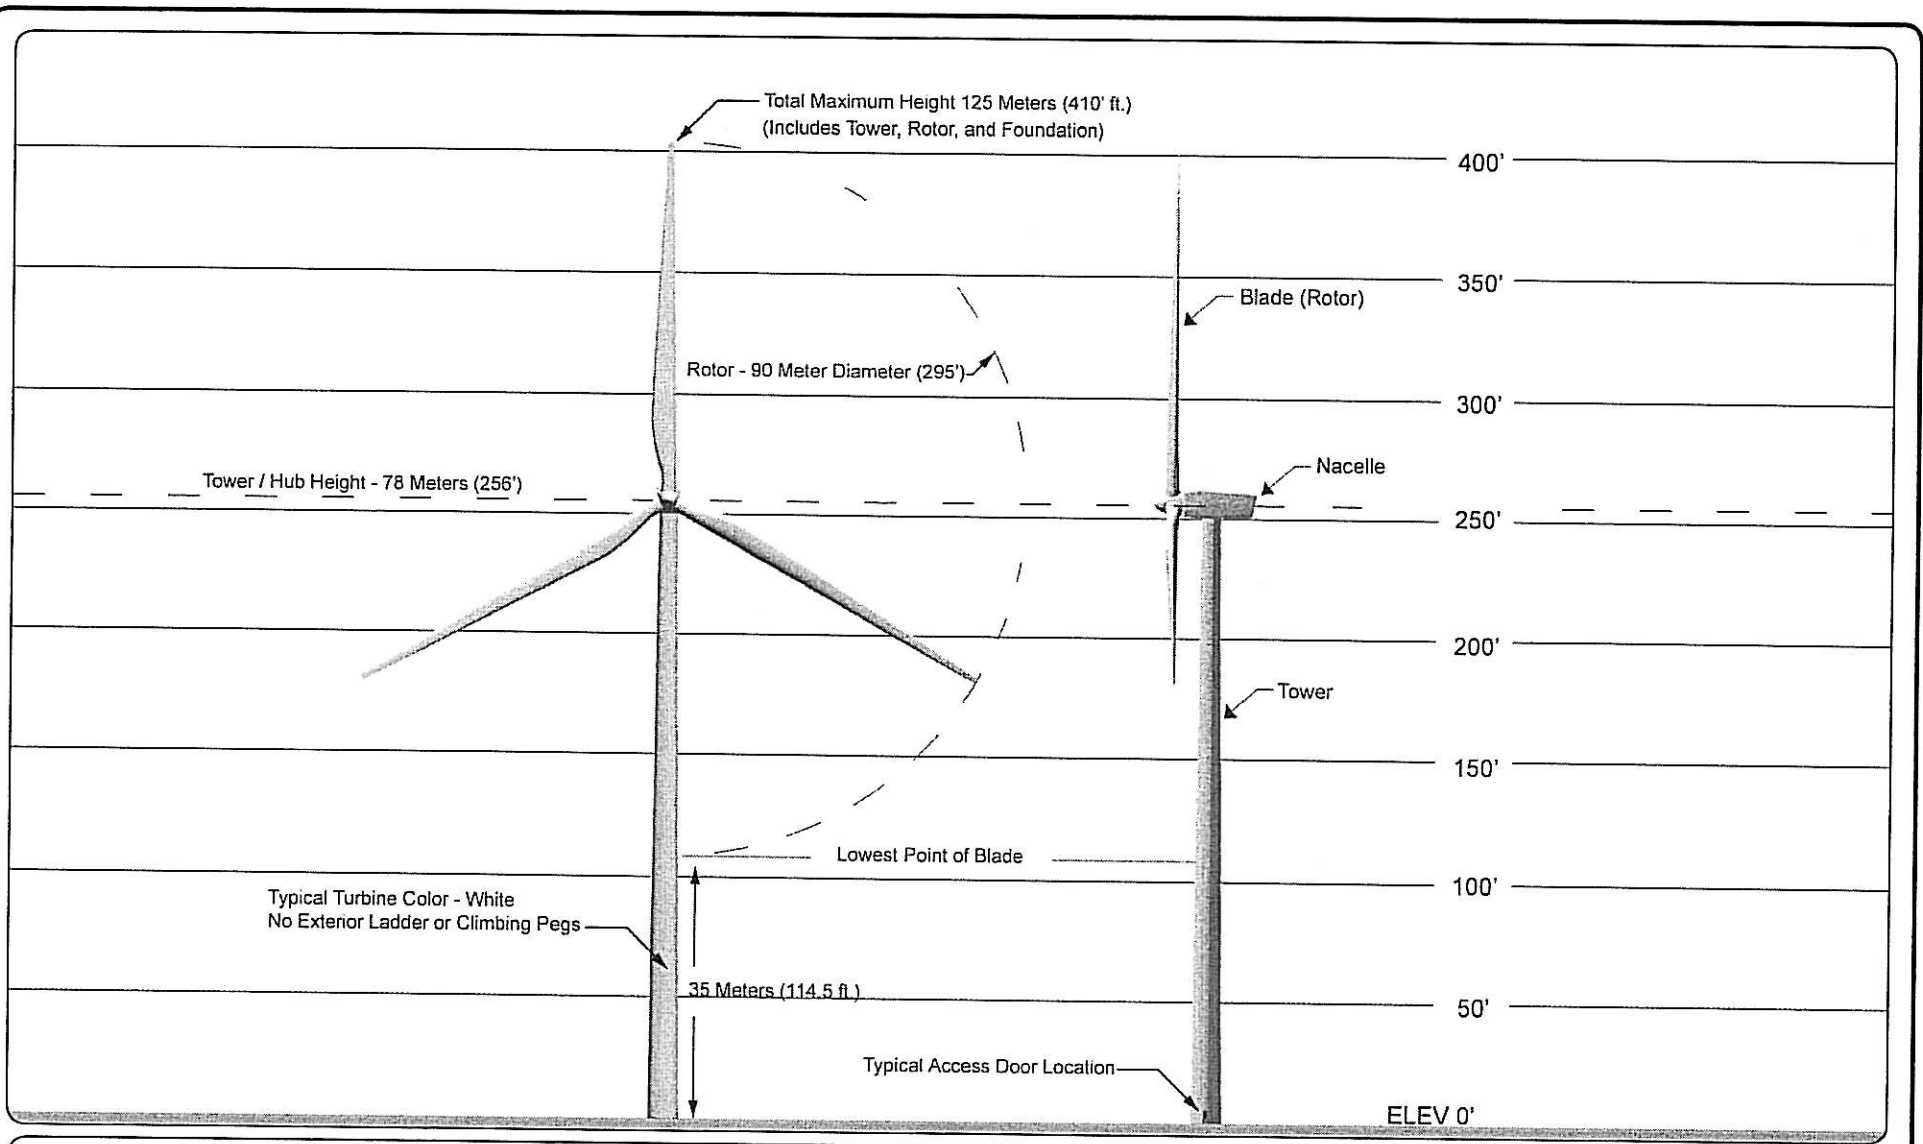 Total Maximum Height 125 Meters (410' ft.)
(Includes Tower, Rotor, and Foundation)
400'
350'
Blade (Rotor)
Rotor - 90 Meter Diameter (295')
300'
Nacelle
Tower / Hub Height - 78 Meters (256')
250'
200'
Tower
150'
Lowest Point of Blade
100'
Typical Turbine Color - White
No Exterior Ladder or Climbing Pegs
35 Meters (114.5 ft.)
50'
Typical Access Door Location
ELEV 0'